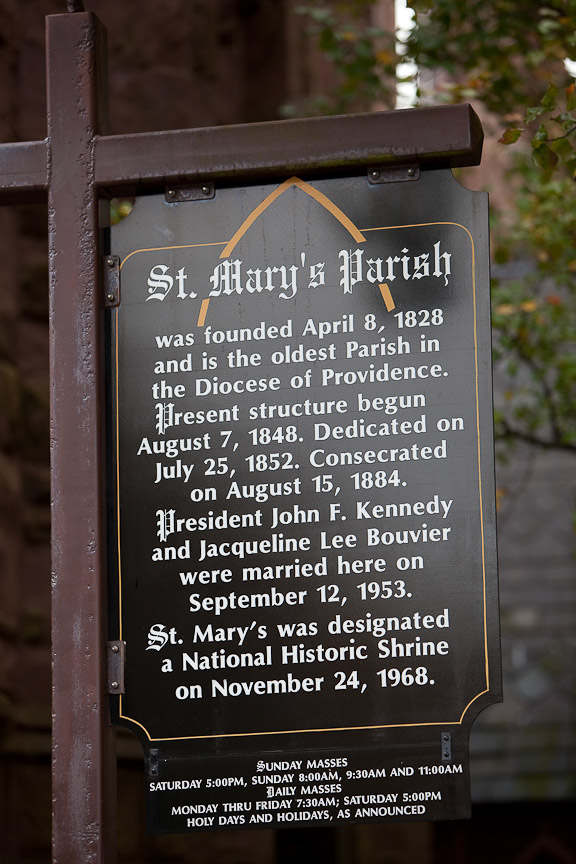 St. Mary's Parish
was founded April 8, 1828
and is the oldest Parish in
the Diocese of Providence.
Present structure begun
August 7, 1848. Dedicated on
July 25, 1852. Consecrated
on August 15, 1884.
President John F. Kennedy
and Jacqueline Lee Bouvier
were married here on
September 12, 1953.
St. Mary's was designated
a National Historic Shrine
on November 24, 1968.
SUNDAY MASSES
SATURDAY 5:00PM, SUNDAY 8:00AM, 9:30AM AND 11:00AM
DAILY MASSES
MONDAY THRU FRIDAY 7:30AM; SATURDAY 5:00PM
HOLY DAYS AND HOLIDAYS, AS ANNOUNCED